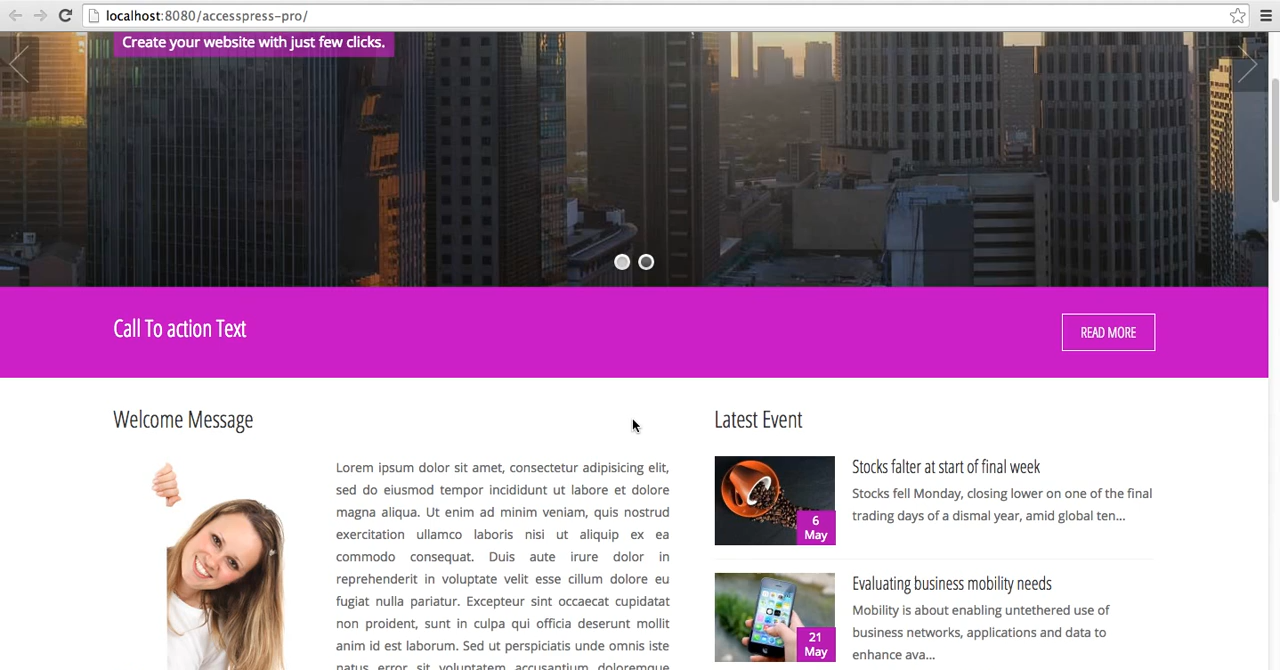 localhost:8080/accesspress-pro/
Create your website with just few clicks.
Call To action Text
READ MORE
Welcome Message
Lorem ipsum dolor sit amet, consectetur adipisicing elit,
sed do eiusmod tempor incididunt ut labore et dolore
magna aliqua. Ut enim ad minim veniam, quis nostrud
exercitation ullamco laboris nisi ut aliquip ex ea
commodo consequat. Duis aute irure dolor in
reprehenderit in voluptate velit esse cillum dolore eu
fugiat nulla pariatur. Excepteur sint occaecat cupidatat
non proident, sunt in culpa qui officia deserunt mollit
anim id est laborum. Sed ut perspiciatis unde omnis iste
natus error sit voluptatem accusantium doloremque
Latest Event
6
May
Stocks falter at start of final week
Stocks fell Monday, closing lower on one of the final
trading days of a dismal year, amid global ten...
21
May
Evaluating business mobility needs
Mobility is about enabling untethered use of
business networks, applications and data to
enhance ava...